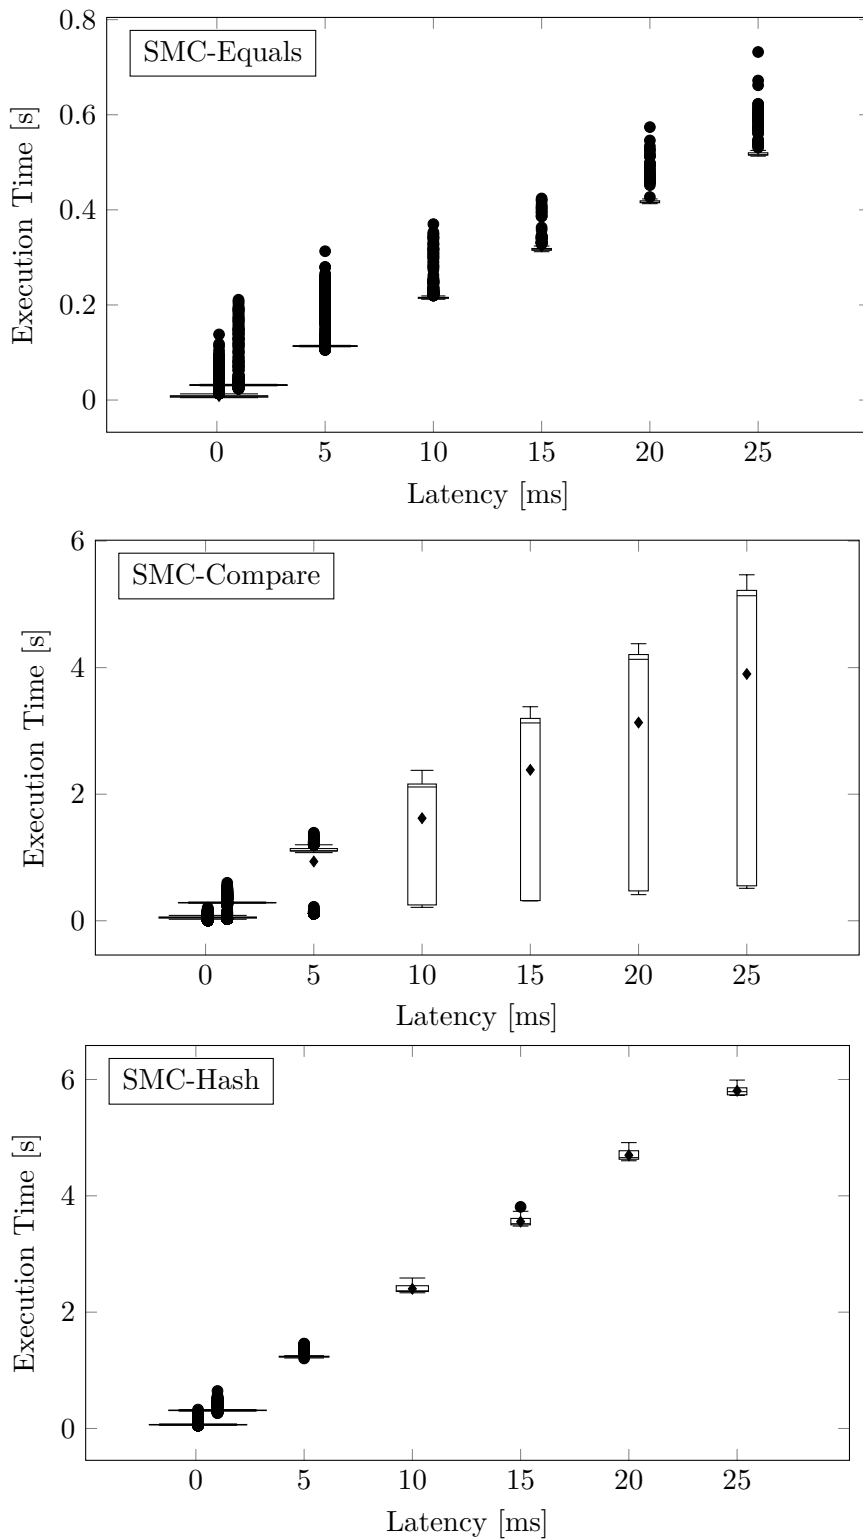 0.8
SMC-Equals
0.6
0.4
0.2
0
Execution Time [s]
0 5 10 15 20 25
Latency [ms]
6
SMC-Compare
4
2
0
Execution Time [s]
0 5 10 15 20 25
Latency [ms]
SMC-Hash
6
4
2
0
Execution Time [s]
0 5 10 15 20 25
Latency [ms]